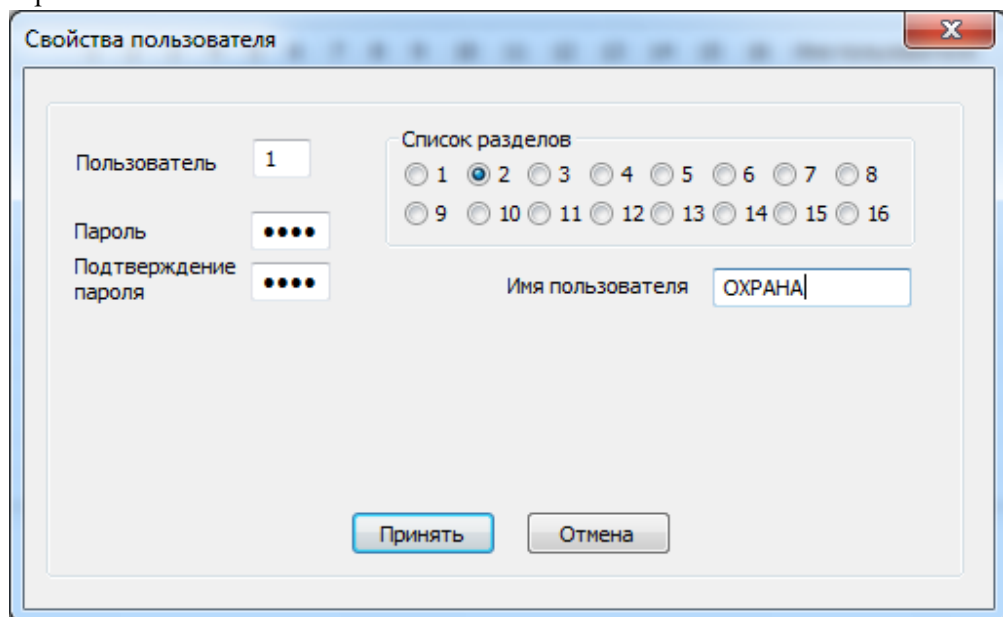 Свойства пользователя
Список разделов
Пользователь 1
1 2 3 4 5 6 7 8
9 10 11 12 13 14 15 16
Пароль ••••
Подтверждение
пароля ••••
Имя пользователя ОХРАНА
Принять Отмена